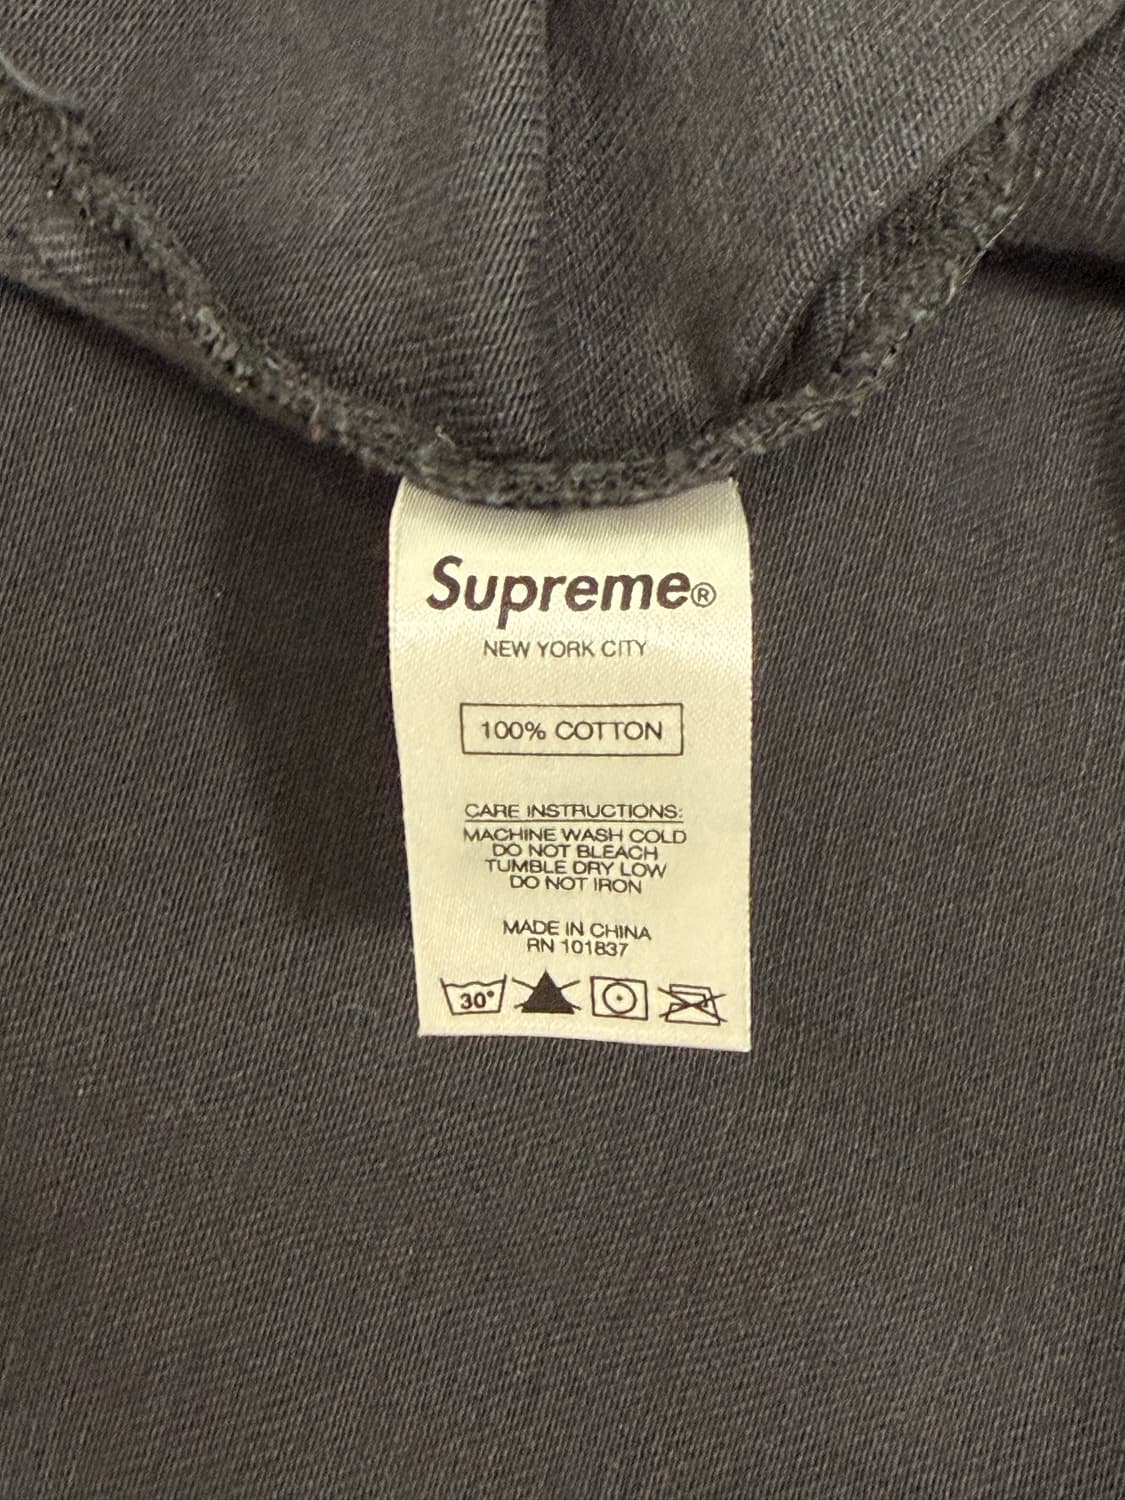 Supreme®
NEW YORK CITY
100% COTTON
CARE INSTRUCTIONS:
MACHINE WASH COLD
DO NOT BLEACH
TUMBLE DRY LOW
DO NOT IRON
MADE IN CHINA
RN 101837
30°